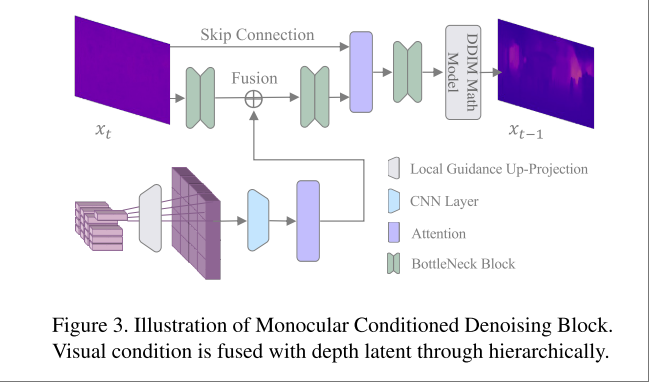 Skip Connection
Fusion
DDIM Math
Model
x_t
x_{t-1}
Local Guidance Up-Projection
CNN Layer
Attention
BottleNeck Block
Figure 3. Illustration of Monocular Conditioned Denoising Block.
Visual condition is fused with depth latent through hierarchically.